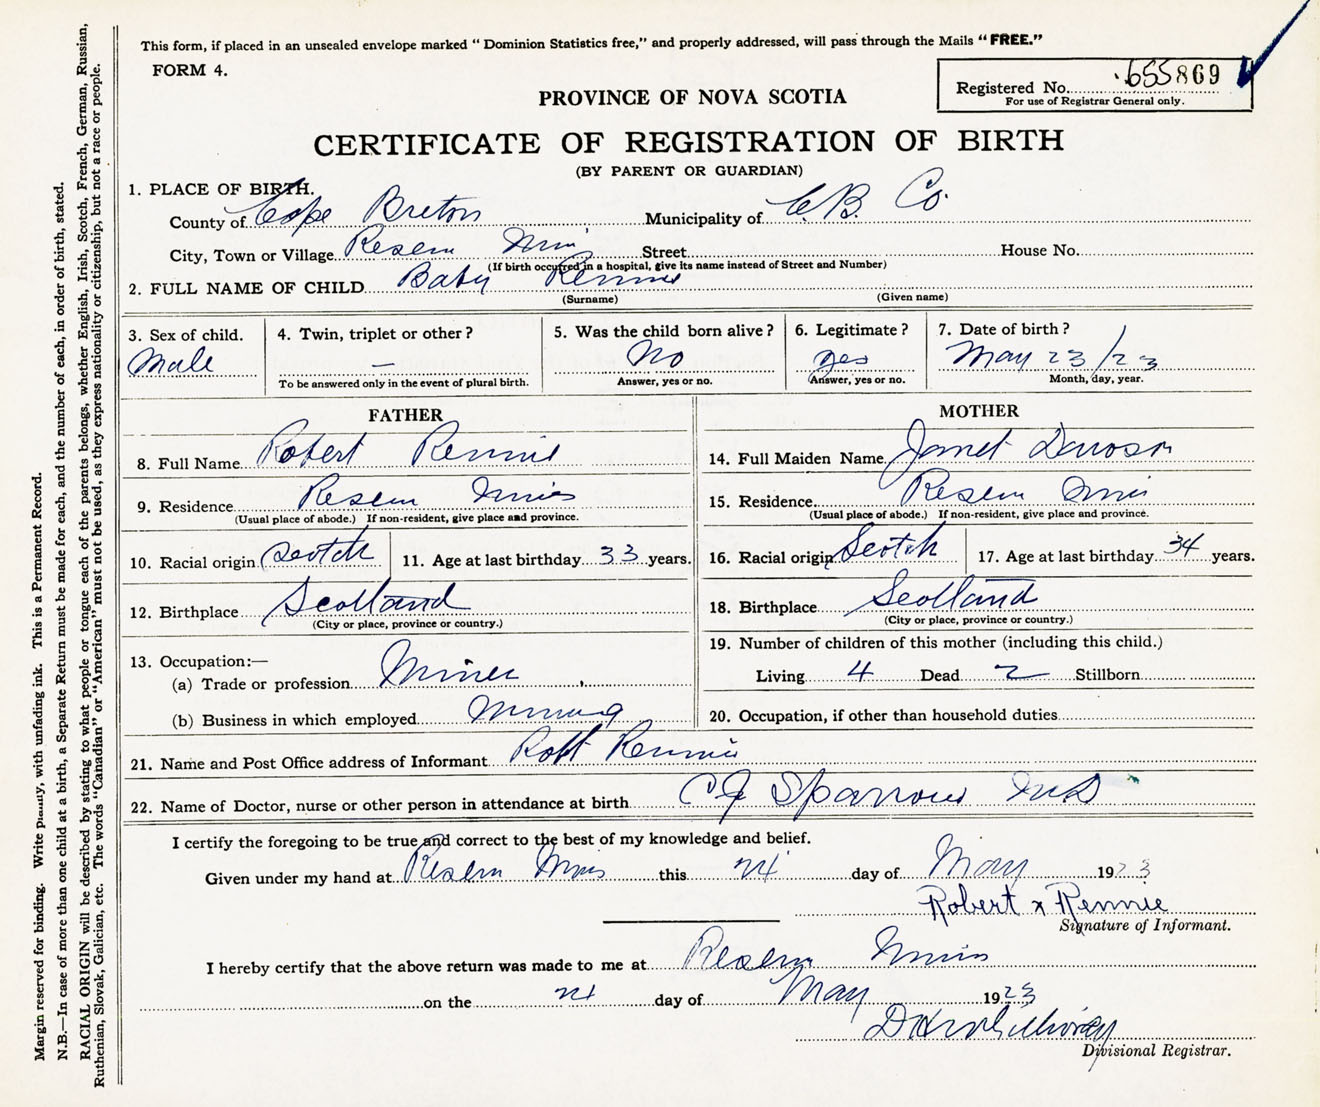 This form, if placed in an unsealed envelope marked “ Dominion Statistics free,” and properly addressed, will pass through the Mails “ FREE.”
FORM 4.
Registered No. 655869
For use of Registrar General only.
PROVINCE OF NOVA SCOTIA
CERTIFICATE OF REGISTRATION OF BIRTH
(BY PARENT OR GUARDIAN)
1. PLACE OF BIRTH.
County of Cape Breton Municipality of C B. Co.
City, Town or Village Reserve Mines Street House No.
(If birth occurred in a hospital, give its name instead of Street and Number)
2. FULL NAME OF CHILD Baby Rennie
(Surname) (Given name)
3. Sex of child. 4. Twin, triplet or other ? 5. Was the child born alive ? 6. Legitimate ? 7. Date of birth ?
Male — No yes May 23/23
To be answered only in the event of plural birth. Answer, yes or no. Answer, yes or no. Month, day, year.
FATHER MOTHER
8. Full Name Robert Rennie 14. Full Maiden Name Janet
9. Residence Reserve Mines 15. Residence Reserve Mines
(Usual place of abode.) If non-resident, give place and province. (Usual place of abode.) If non-resident, give place and province.
10. Racial origin Scotch 11. Age at last birthday 33 years. 16. Racial origin Scotch 17. Age at last birthday 34 years.
12. Birthplace Scotland 18. Birthplace Scotland
(City or place, province or country.) (City or place, province or country.)
13. Occupation:— 19. Number of children of this mother (including this child.)
(a) Trade or profession Miner Living 4 Dead 2 Stillborn
(b) Business in which employed Mining 20. Occupation, if other than household duties
21. Name and Post Office address of Informant Robt Rennie
22. Name of Doctor, nurse or other person in attendance at birth Sparrow M D
I certify the foregoing to be true and correct to the best of my knowledge and belief.
Given under my hand at Reserve Mines this 24 day of May 1923
Robert x Rennie
Signature of Informant.
I hereby certify that the above return was made to me at Reserve Mines
on the 24 day of May 1923
Divisional Registrar.
Margin reserved for binding. Write plainly, with unfading ink. This is a Permanent Record.
N.B.—In case of more than one child at a birth, a Separate Return must be made for each, and the number of each, in order of birth, stated.
RACIAL ORIGIN will be described by stating to what people or tongue each of the parents belongs, whether English, Irish, Scotch, French, German, Russian,
Ruthenian, Slovak, Galician, etc. The words “Canadian” or “American” must not be used, as they express nationality or citizenship, but not a race or people.